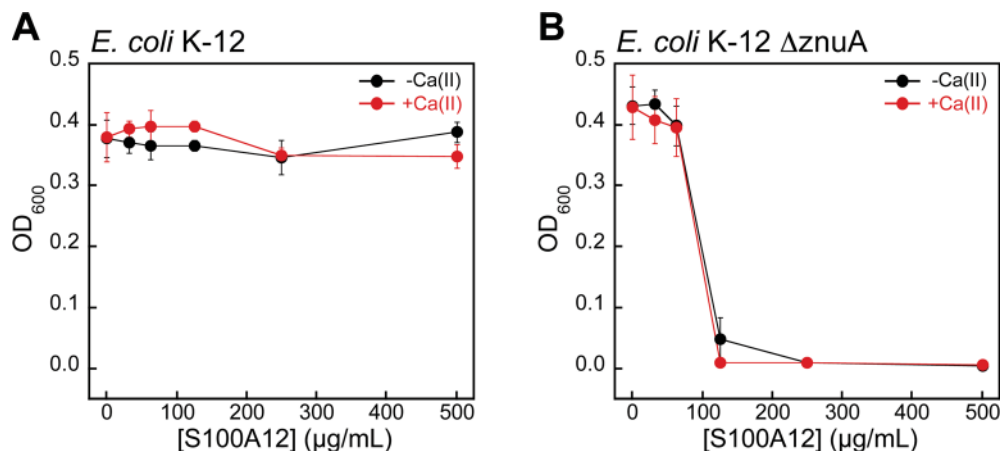 A
E. coli K-12
0.5
0.4
0.3
0.2
0.1
0.0
OD600
-Ca(II)
+Ca(II)
0 100 200 300 400 500
[S100A12] (µg/mL)
B
E. coli K-12 ΔznuA
0.5
0.4
0.3
0.2
0.1
0.0
OD600
-Ca(II)
+Ca(II)
0 100 200 300 400 500
[S100A12] (µg/mL)